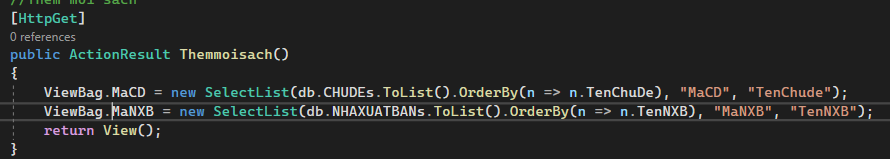 //Them moi sach
[HttpGet]
0 references
public ActionResult Themmoisach()
{
ViewBag.MaCD = new SelectList(db.CHUDEs.ToList().OrderBy(n => n.TenChuDe), "MaCD", "TenChude");
ViewBag.MaNXB = new SelectList(db.NHAXUATBANs.ToList().OrderBy(n => n.TenNXB), "MaNXB", "TenNXB");
return View();
}